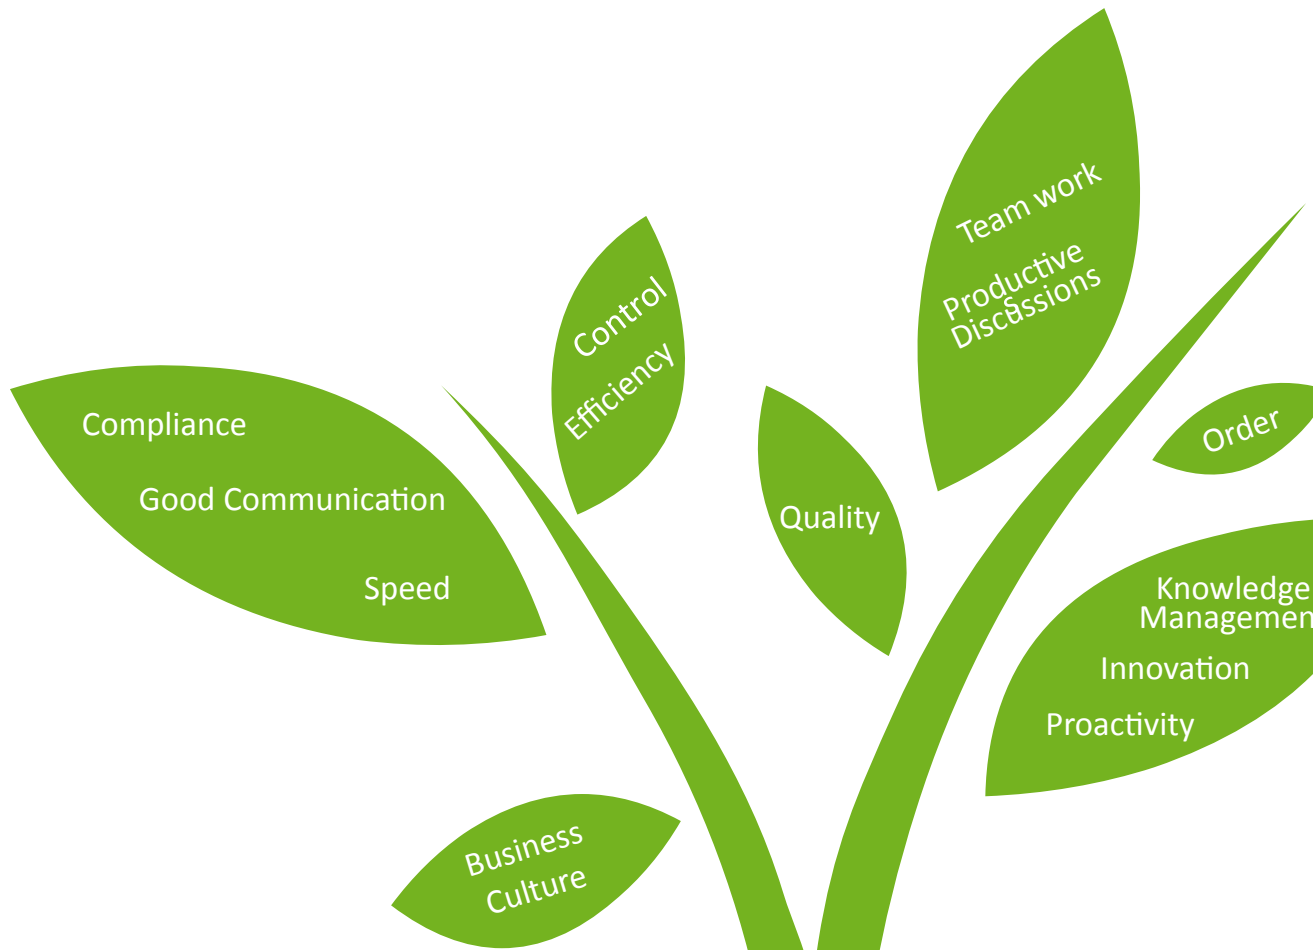 Team work
Productive
Discussions
Control
Efficiency
Compliance
Good Communication
Speed
Quality
Order
Knowledge
Managemen
Innovation
Proactivity
Business
Culture